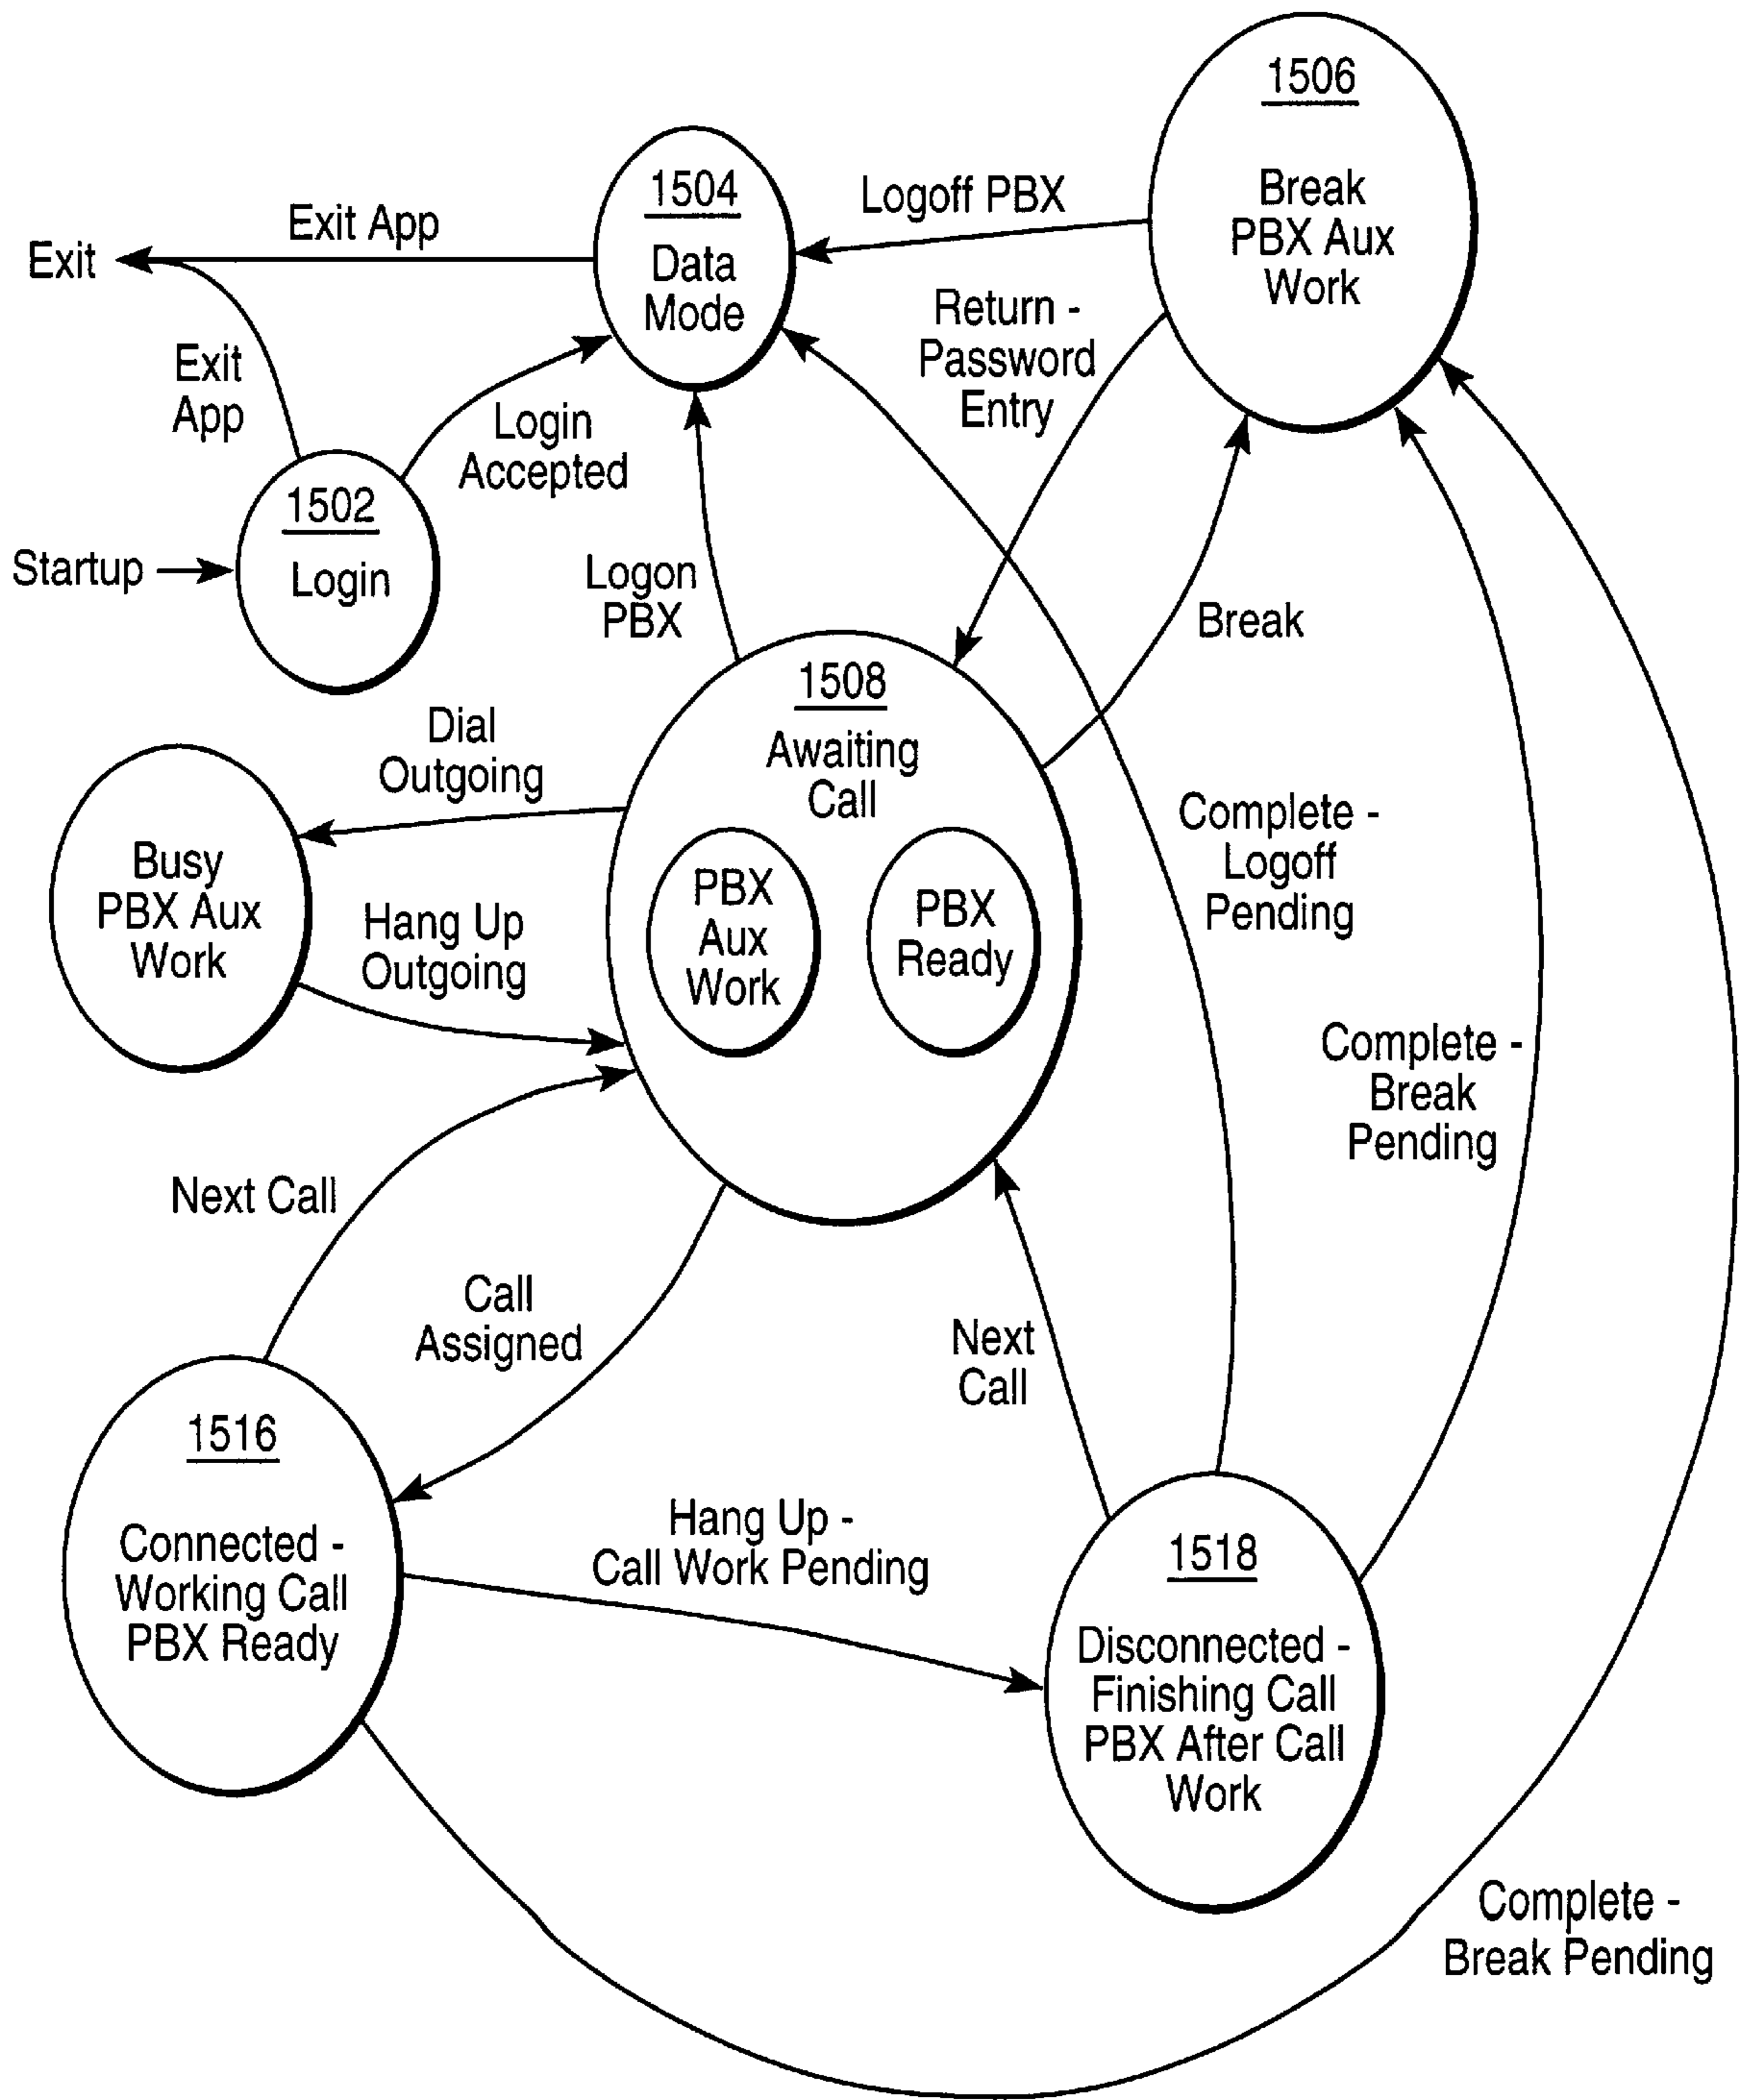 1506
Break
PBX Aux
Work
1504
Data
Mode
Logoff PBX
Exit App
Exit
Return -
Password
Entry
Exit
App
Login
Accepted
1502
Login
Startup
Logon
PBX
Break
1508
Awaiting
Call
PBX
Aux
Work
PBX
Ready
Dial
Outgoing
Busy
PBX Aux
Work
Hang Up
Outgoing
Complete -
Logoff
Pending
Complete -
Break
Pending
Next Call
Call
Assigned
Next
Call
1516
Connected -
Working Call
PBX Ready
Hang Up -
Call Work Pending
1518
Disconnected -
Finishing Call
PBX After Call
Work
Complete -
Break Pending